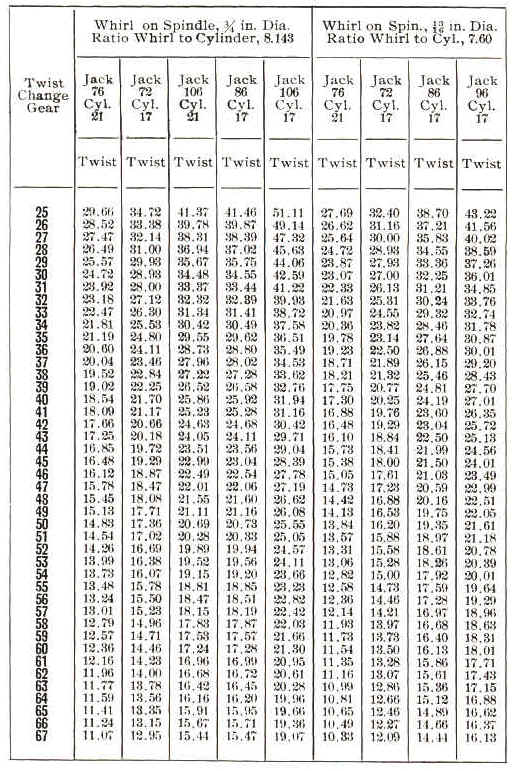 Whirl on Spindle, ¾ in. Dia. Whirl on Spin., 13/16 in. Dia.
Ratio Whirl to Cylinder, 8.143 Ratio Whirl to Cyl., 7.60
Twist Change Gear
Jack 76 Cyl. 21 Jack 72 Cyl. 17 Jack 106 Cyl. 21 Jack 86 Cyl. 17 Jack 106 Cyl. 17 Jack 76 Cyl. 21 Jack 72 Cyl. 17 Jack 86 Cyl. 17 Jack 96 Cyl. 17
Twist Twist Twist Twist Twist Twist Twist Twist Twist
25 29.66 34.72 41.37 41.46 51.11 27.69 32.40 38.70 43.22
26 28.52 33.38 39.78 39.87 49.14 26.62 31.16 37.21 41.56
27 27.47 32.14 38.31 38.39 47.32 25.64 30.00 35.83 40.02
28 26.49 31.00 36.94 37.02 45.63 24.72 28.93 34.55 38.59
29 25.57 29.93 35.67 35.75 44.06 23.87 27.93 33.36 37.26
30 24.72 28.93 34.48 34.55 42.59 23.07 27.00 32.25 36.01
31 23.92 28.00 33.37 33.44 41.22 22.33 26.13 31.21 34.85
32 23.18 27.12 32.32 32.39 39.93 21.63 25.31 30.24 33.76
33 22.47 26.30 31.34 31.41 38.72 20.97 24.55 29.32 32.74
34 21.81 25.53 30.42 30.49 37.58 20.36 23.82 28.46 31.78
35 21.19 24.80 29.55 29.62 36.51 19.78 23.14 27.64 30.87
36 20.60 24.11 28.73 28.80 35.49 19.23 22.50 26.88 30.01
37 20.04 23.46 27.96 28.02 34.53 18.71 21.89 26.15 29.20
38 19.52 22.84 27.22 27.28 33.62 18.21 21.32 25.46 28.43
39 19.02 22.25 26.52 26.58 32.76 17.75 20.77 24.81 27.70
40 18.54 21.70 25.86 25.92 31.94 17.30 20.25 24.19 27.01
41 18.09 21.17 25.23 25.28 31.16 16.88 19.76 23.60 26.35
42 17.66 20.66 24.63 24.68 30.42 16.48 19.29 23.04 25.72
43 17.25 20.18 24.05 24.11 29.71 16.10 18.84 22.50 25.13
44 16.85 19.72 23.51 23.56 29.04 15.73 18.41 21.99 24.56
45 16.48 19.29 22.99 23.04 28.39 15.38 18.00 21.50 24.01
46 16.12 18.87 22.49 22.54 27.78 15.05 17.61 21.03 23.49
47 15.78 18.47 22.01 22.06 27.19 14.73 17.23 20.59 22.99
48 15.45 18.08 21.55 21.60 26.62 14.42 16.88 20.16 22.51
49 15.13 17.71 21.11 21.16 26.08 14.13 16.53 19.75 22.05
50 14.83 17.36 20.69 20.73 25.55 13.84 16.20 19.35 21.61
51 14.54 17.02 20.28 20.33 25.05 13.57 15.88 18.97 21.18
52 14.26 16.69 19.89 19.94 24.57 13.31 15.58 18.61 20.78
53 13.99 16.38 19.52 19.56 24.11 13.06 15.28 18.26 20.39
54 13.73 16.07 19.15 19.20 23.66 12.82 15.00 17.92 20.01
55 13.48 15.78 18.81 18.85 23.23 12.58 14.73 17.59 19.64
56 13.24 15.50 18.47 18.51 22.82 12.36 14.46 17.28 19.29
57 13.01 15.23 18.15 18.19 22.42 12.14 14.21 16.97 18.96
58 12.79 14.96 17.83 17.87 22.03 11.93 13.97 16.68 18.63
59 12.57 14.71 17.53 17.57 21.66 11.73 13.73 16.40 18.31
60 12.36 14.46 17.24 17.28 21.30 11.54 13.50 16.13 18.01
61 12.16 14.23 16.96 16.99 20.95 11.35 13.28 15.86 17.71
62 11.96 14.00 16.68 16.72 20.61 11.16 13.07 15.61 17.43
63 11.77 13.78 16.42 16.45 20.28 10.99 12.86 15.36 17.15
64 11.59 13.56 16.16 16.20 19.96 10.81 12.66 15.12 16.88
65 11.41 13.35 15.91 15.95 19.66 10.65 12.46 14.89 16.62
66 11.24 13.15 15.67 15.71 19.36 10.49 12.27 14.66 16.37
67 11.07 12.95 15.44 15.47 19.07 10.33 12.09 14.44 16.13